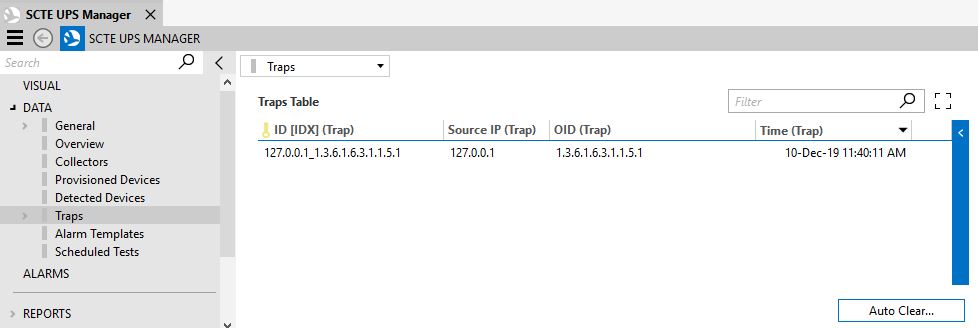 SCTE UPS Manager
SCTE UPS MANAGER
Search
VISUAL
DATA
General
Overview
Collectors
Provisioned Devices
Detected Devices
Traps
Alarm Templates
Scheduled Tests
ALARMS
REPORTS
Traps
Traps Table
Filter
ID [IDX] (Trap) Source IP (Trap) OID (Trap) Time (Trap)
127.0.0.1_1.3.6.1.6.3.1.1.5.1 127.0.0.1 1.3.6.1.6.3.1.1.5.1 10-Dec-19 11:40:11 AM
Auto Clear...